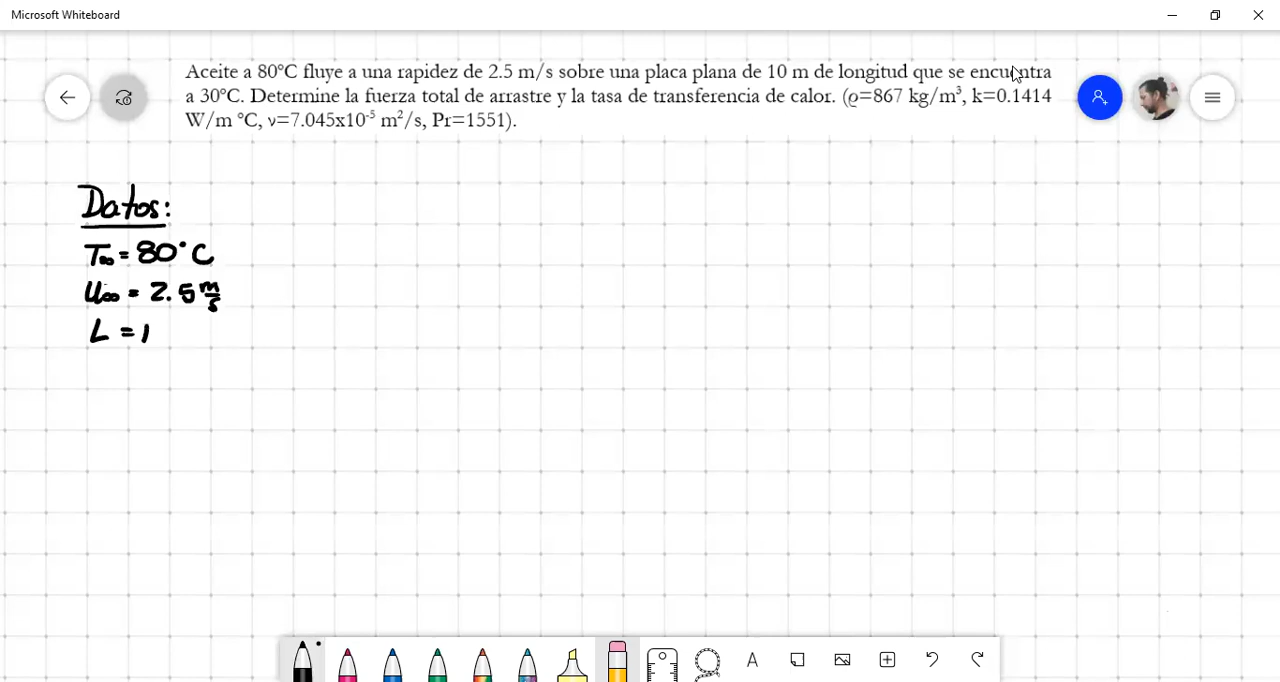 Microsoft Whiteboard
Aceite a 80°C fluye a una rapidez de 2.5 m/s sobre una placa plana de 10 m de longitud que se encuentra
a 30°C. Determine la fuerza total de arrastre y la tasa de transferencia de calor. (ϱ=867 kg/m³, k=0.1414
W/m °C, ν=7.045x10⁻⁵ m²/s, Pr=1551).
Datos:
T∞ = 80°C
U∞ = 2.5 m/s
L = 1
A